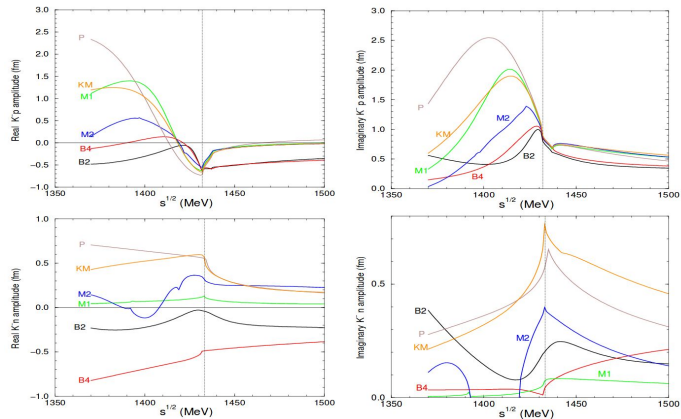 Real K⁻p amplitude (fm)
3.0
2.5
2.0
1.5
1.0
0.5
0.0
−0.5
−1.0
P
KM
M1
M2
B4
B2
1350
1400
1450
1500
s^1/2 (MeV)
Imaginary K⁻p amplitude (fm)
3.0
2.5
2.0
1.5
1.0
0.5
0.0
P
KM
M2
M1
B4
B2
1350
1400
1450
1500
s^1/2 (MeV)
Real K⁻n amplitude (fm)
1.0
0.5
0.0
−0.5
−1.0
P
KM
M2
M1
B2
B4
1350
1400
1450
1500
s^1/2 (MeV)
Imaginary K⁻n amplitude (fm)
0.5
0.0
B2
P
KM
M2
B4
M1
1350
1400
1450
1500
s^1/2 (MeV)